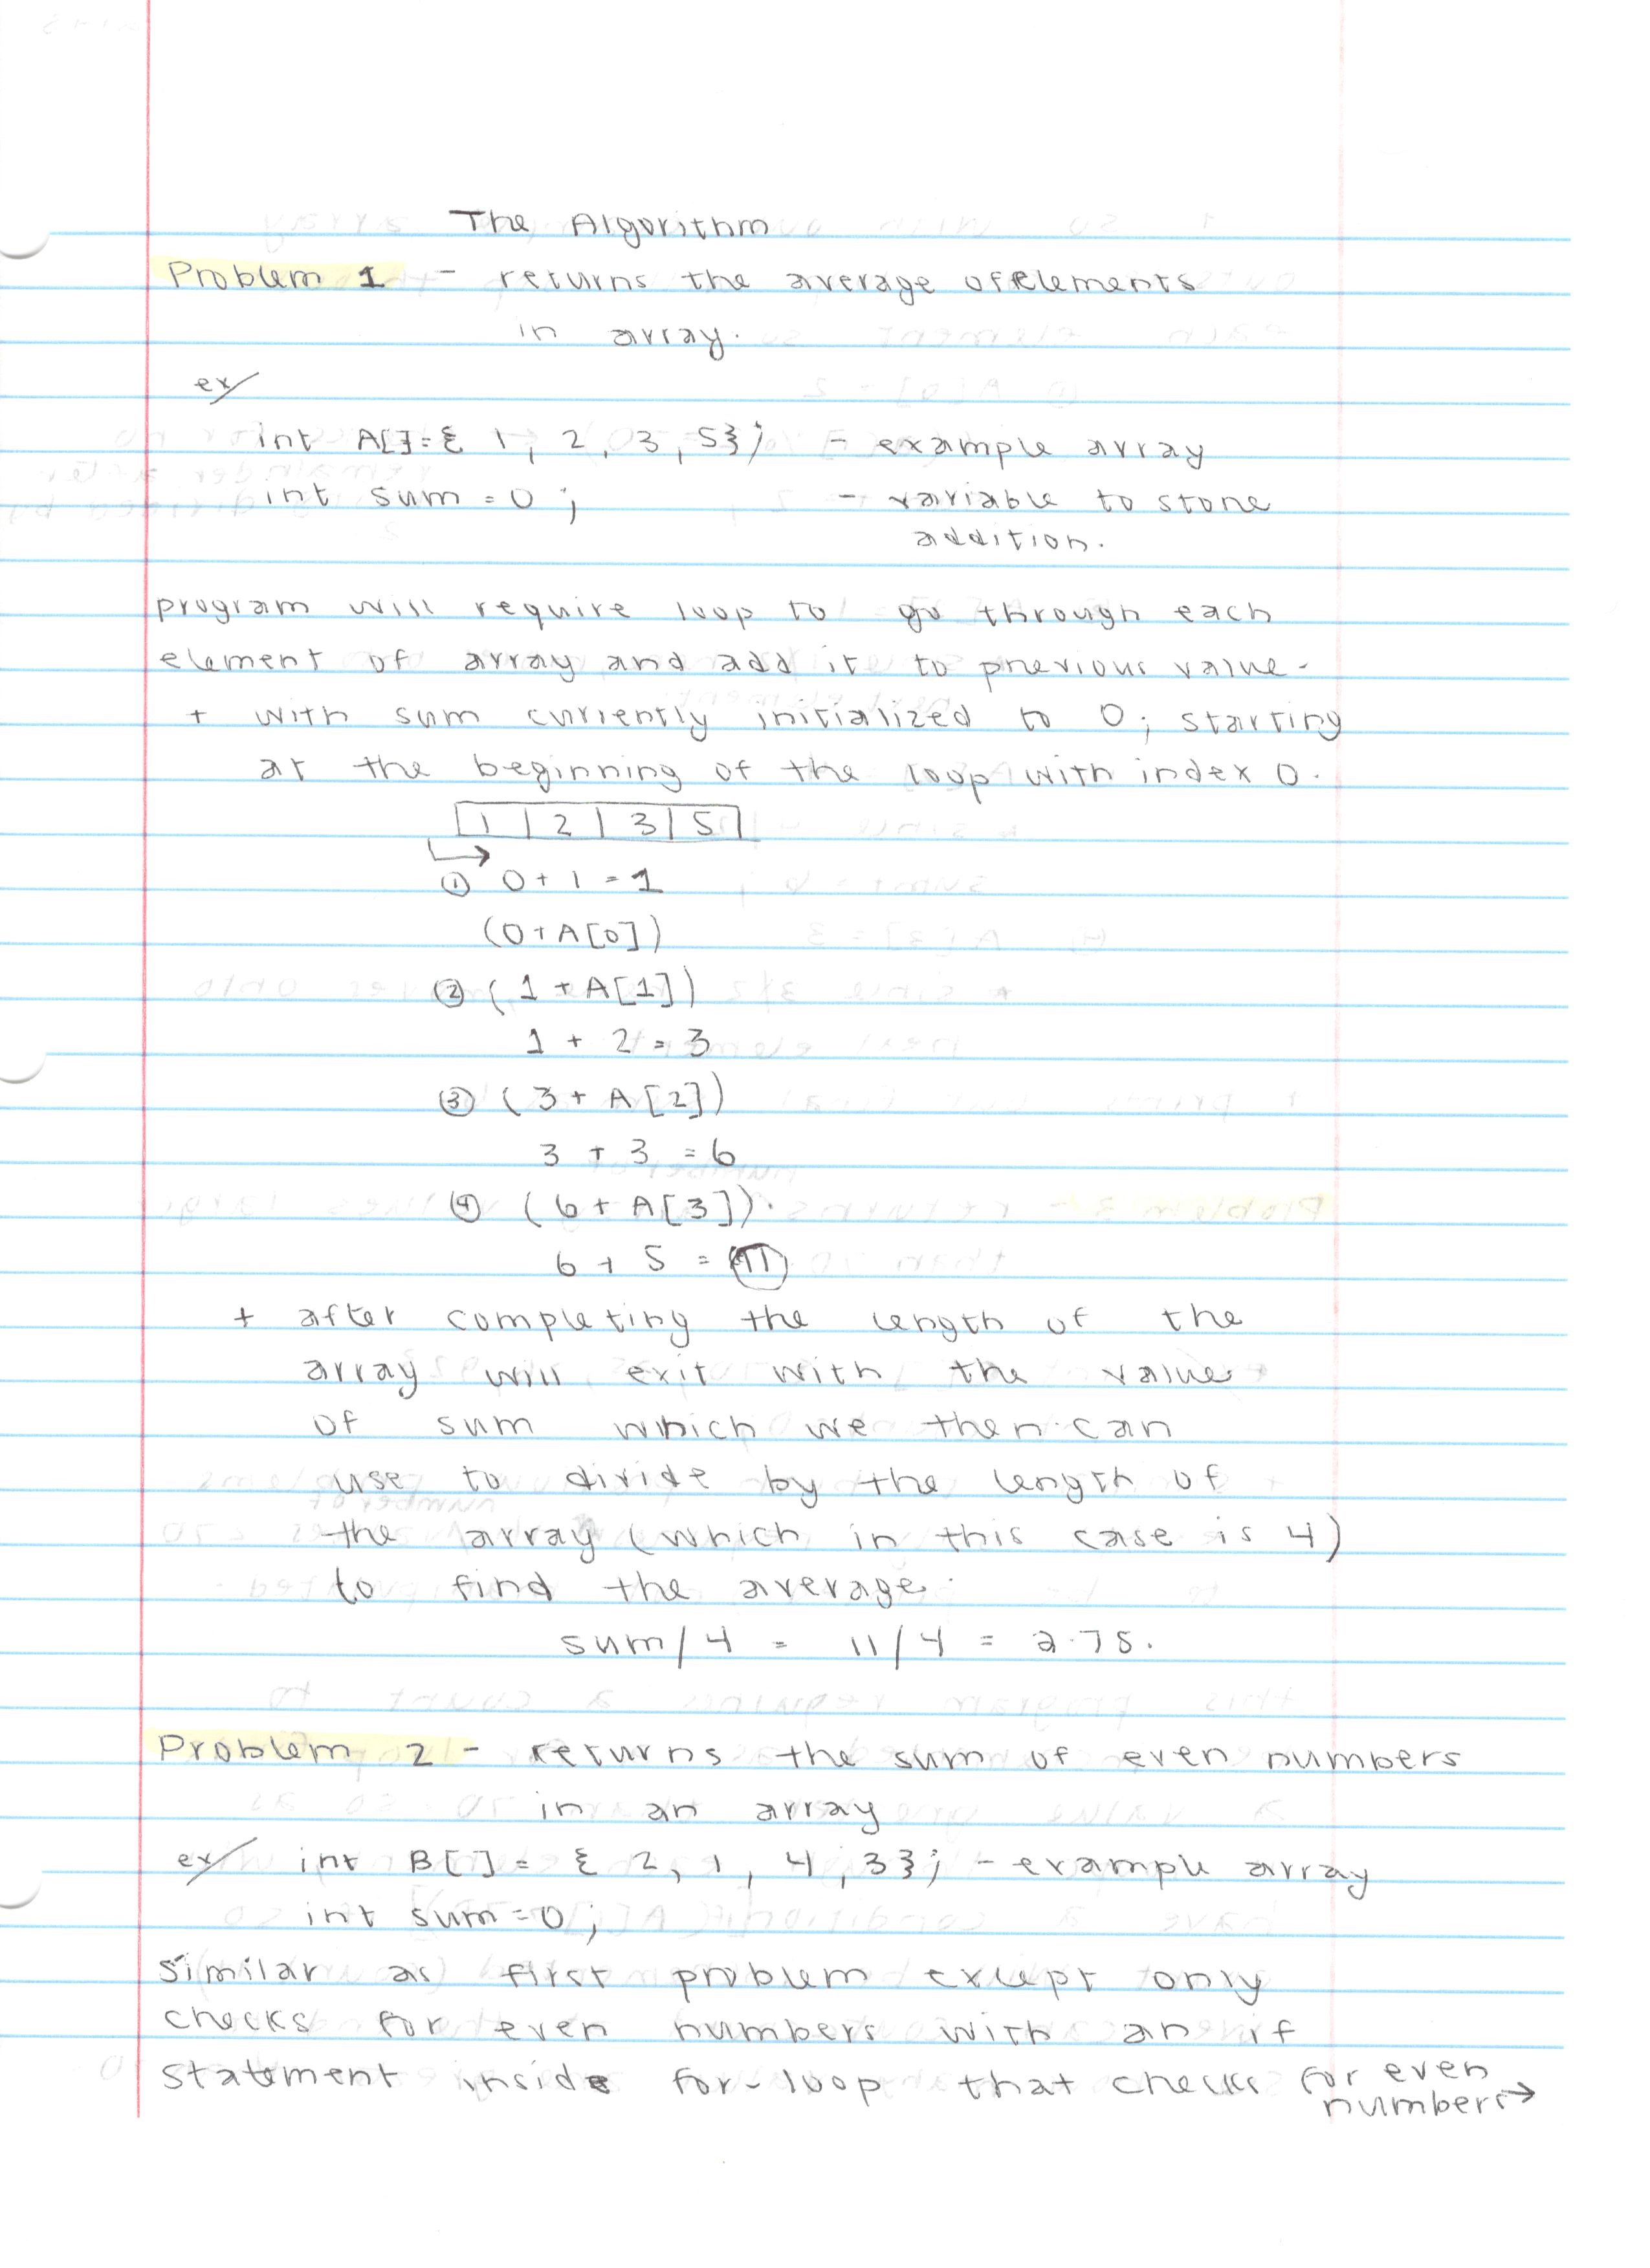 The Algorithm
Problem 1 - returns the average of elements
in array.
ex/
int A[]={ 1, 2, 3, 5}; - example array
int sum = 0; - variable to store
addition.
program will require loop to go through each
element of array and add it to previous value.
+ with sum currently initialized to 0; starting
at the beginning of the loop with index 0.
1 | 2 | 3 | 5
① 0 + 1 = 1
(0+A[0])
② (1 + A[1])
1 + 2 = 3
③ (3 + A[2])
3 + 3 = 6
④ (6 + A[3]).
6 + 5 = 11
+ after completing the length of the
array will exit with the value
of sum which we then can
use to divide by the length of
the array (which in this case is 4)
to find the average.
sum/4 = 11/4 = 2.75.
Problem 2 - returns the sum of even numbers
in an array
ex/ int B[] = { 2, 1, 4, 3}; - example array
int sum = 0;
Similar as first problem except only
checks for even numbers with an if
statement inside for-loop that checks for even
numbers→